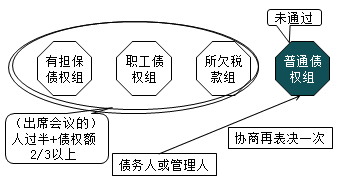 未通过
有担保
债权组
职工债
权组
所欠税
款组
普通债
权组
（出席会议的）
人过半+债权额
2/3以上
协商再表决一次
债务人或管理人